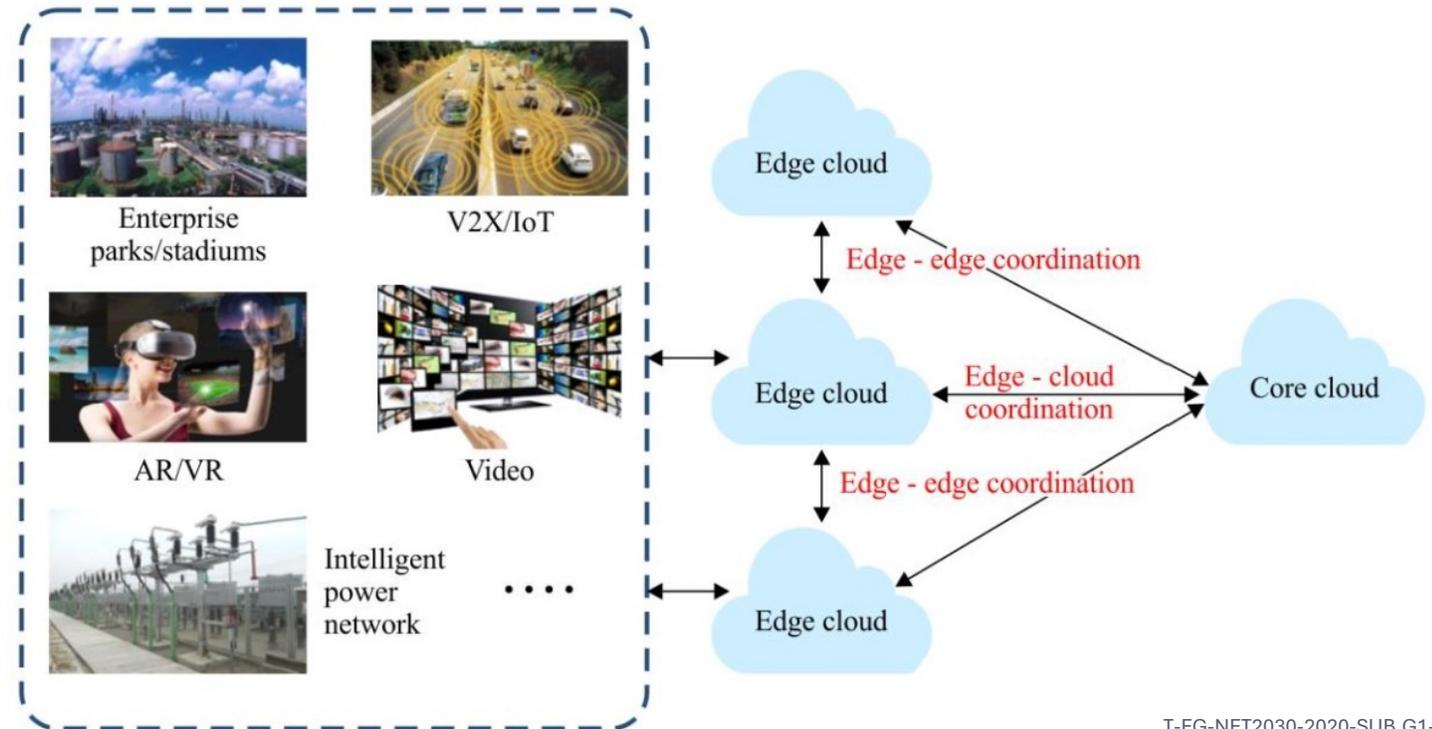 Enterprise
parks/stadiums
V2X/IoT
AR/VR
Video
Intelligent
power
network
....
Edge cloud
Edge - edge coordination
Edge cloud
Edge - cloud
coordination
Core cloud
Edge - edge coordination
Edge cloud